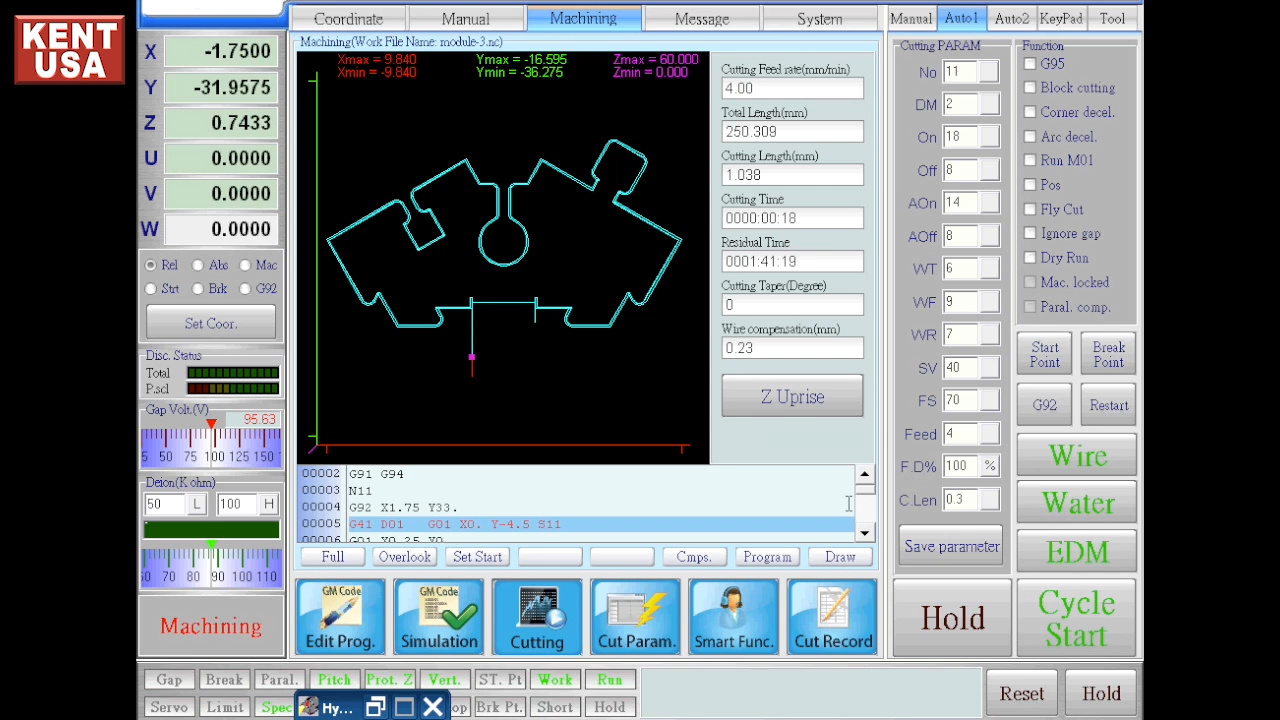 KENT
USA
Coordinate Manual Machining Message System
Manual Auto1 Auto2 KeyPad Tool
X -1.7500
Y -31.9575
Z 0.7433
U 0.0000
V 0.0000
W 0.0000
Rel Abs Mac
Strt Brk G92
Set Coor.
Disc. Status
Total
P.scl
Gap Volt.(V)
95.63
5 50 75 100 125 150
Deion(K ohm)
50 L 100 H
60 70 80 90 100 110
Machining
Machining(Work File Name: module-3.nc)
Xmax = 9.840 Ymax = -16.595 Zmax = 60.000
Xmin = -9.840 Ymin = -36.275 Zmin = 0.000
Cutting Feed rate(mm/min)
4.00
Total Length(mm)
250.309
Cutting Length(mm)
1.038
Cutting Time
0000:00:18
Residual Time
0001:41:19
Cutting Taper(Degree)
0
Wire compensation(mm)
0.23
Z Uprise
00002 G91 G94
00003 N11
00004 G92 X1.75 Y33.
00005 G41 D01 G01 X0. Y-4.5 S11
Full Overlook Set Start Cmps. Program Draw
GM Code
Edit Prog.
GM Code
Simulation
Cutting
Cut Param.
Smart Func.
Cut Record
Cutting PARAM
No 11
DM 2
On 18
Off 8
AOn 14
AOff 8
WT 6
WF 9
WR 7
SV 40
FS 70
Feed 4
F.D% 100 %
C.Len 0.3
Save parameter
Function
G95
Block cutting
Corner decel.
Arc decel.
Run M01
Pos
Fly Cut
Ignore gap
Dry Run
Mac. locked
Paral. comp.
Start Point
Break Point
G92 Restart
Wire
Water
EDM
Hold
Cycle Start
Gap Break Paral. Pitch Prot. Z Vert. ST. Pt Work Run
Servo Limit Spec Hy... Brk Pt. Short Hold
Reset Hold